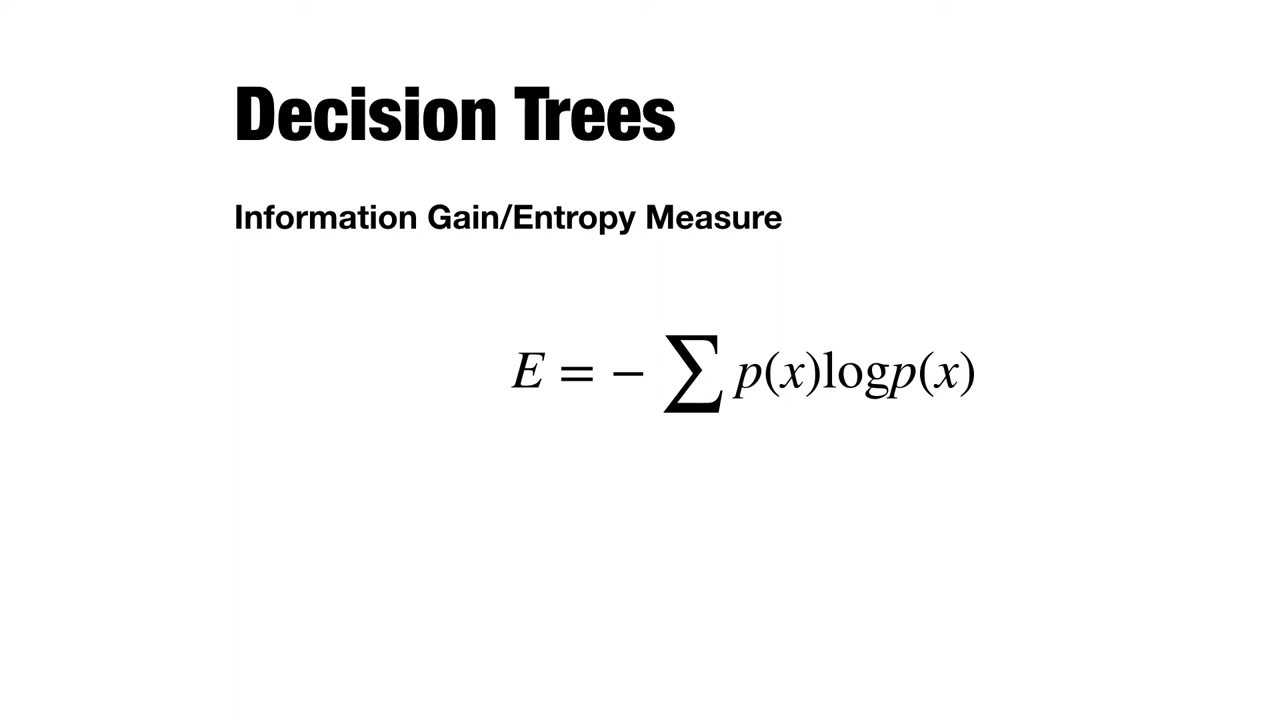 Decision Trees
Information Gain/Entropy Measure
E = − ∑ p(x)logp(x)